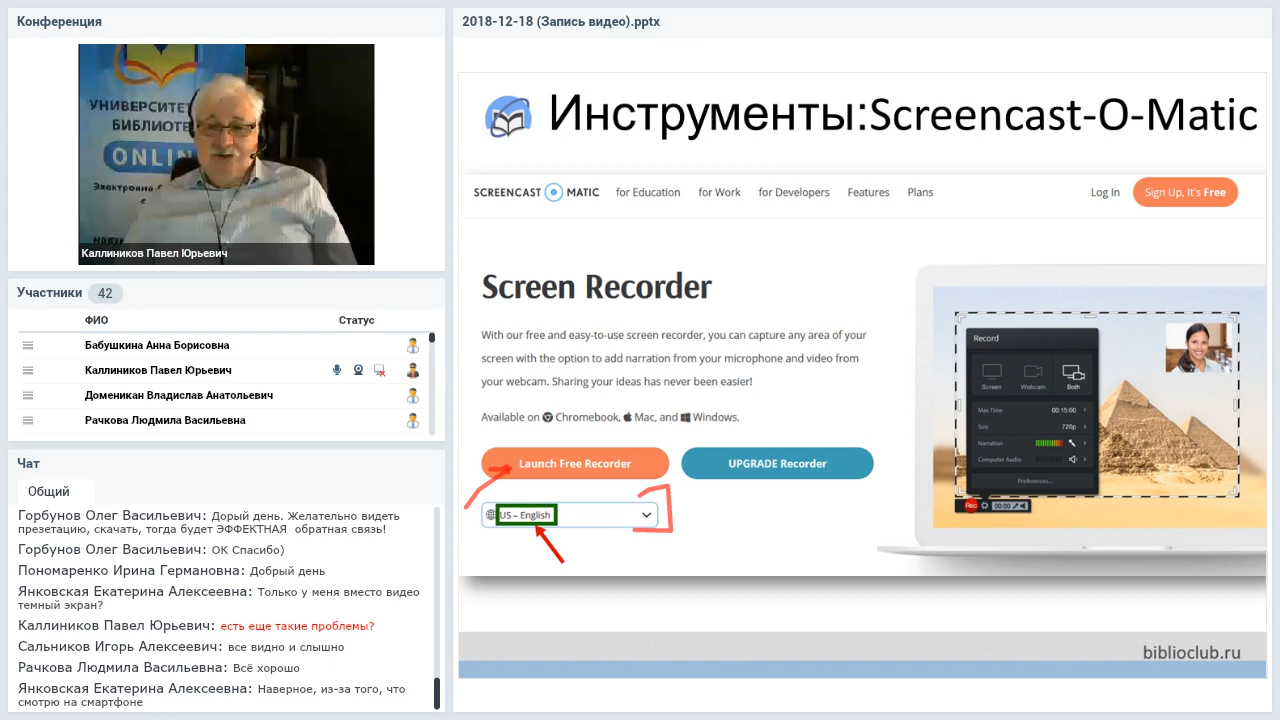 Конференция
УНИВЕРСИТЕТ
БИБЛИОТЕ
ONLIN
Каллиников Павел Юрьевич
Участники 42
ФИО Статус
Бабушкина Анна Борисовна
Каллиников Павел Юрьевич
Доменикан Владислав Анатольевич
Рачкова Людмила Васильевна
Чат
Общий
Горбунов Олег Васильевич: Дорый день. Желательно видеть
презетацию, скачать, тогда будет ЭФФЕКТНАЯ обратная связь!
Горбунов Олег Васильевич: ОК Спасибо)
Пономаренко Ирина Германовна: Добрый день
Янковская Екатерина Алексеевна: Только у меня вместо видео
темный экран?
Каллиников Павел Юрьевич: есть еще такие проблемы?
Сальников Игорь Алексеевич: все видно и слышно
Рачкова Людмила Васильевна: Всё хорошо
Янковская Екатерина Алексеевна: Наверное, из-за того, что
смотрю на смартфоне
2018-12-18 (Запись видео).pptx
Инструменты:Screencast-O-Matic
SCREENCAST MATIC for Education for Work for Developers Features Plans Log In Sign Up, It's Free
Screen Recorder
With our free and easy-to-use screen recorder, you can capture any area of your
screen with the option to add narration from your microphone and video from
your webcam. Sharing your ideas has never been easier!
Available on Chromebook, Mac, and Windows.
Launch Free Recorder UPGRADE Recorder
US – English
Record
Screen Webcam Both
Max Time 00:15:00
Size 720p
Narration
Computer Audio
Preferences...
Rec 00:00
biblioclub.ru